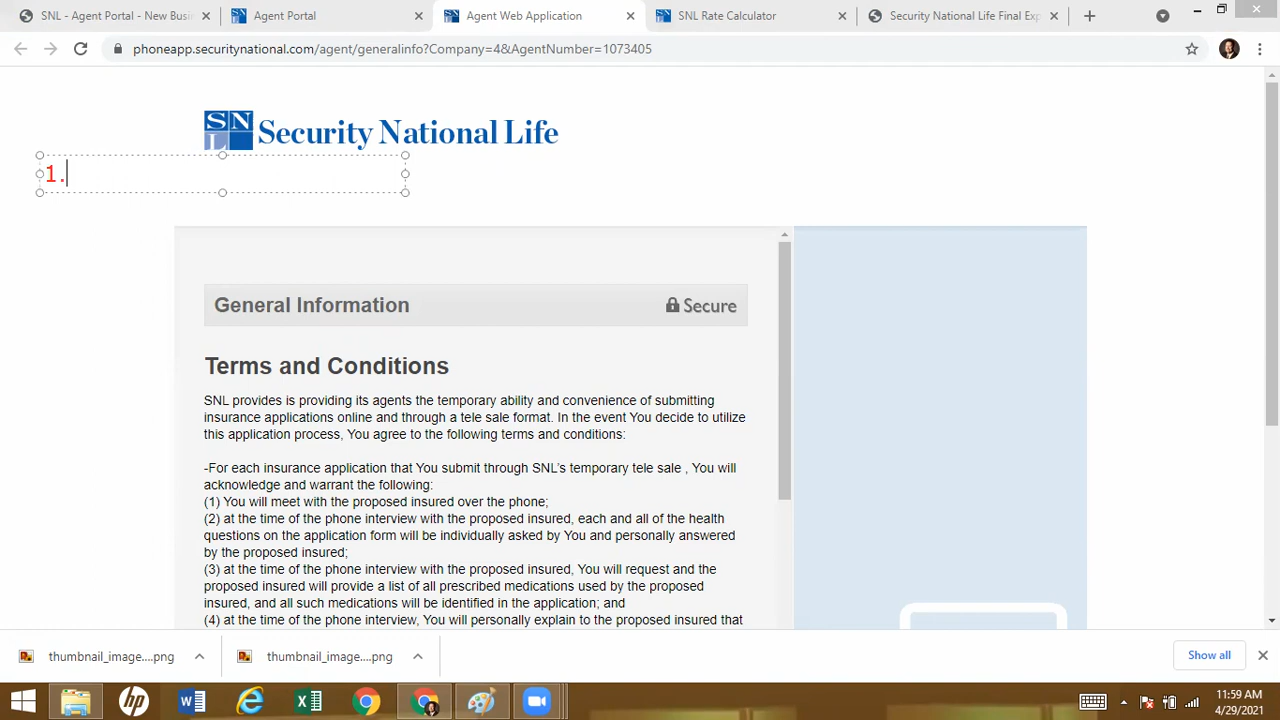 SNL - Agent Portal - New Busi
Agent Portal
Agent Web Application
SNL Rate Calculator
Security National Life Final Exp
phoneapp.securitynational.com/agent/generalinfo?Company=4&AgentNumber=1073405
SNL Security National Life
1.
General Information
Secure
Terms and Conditions
SNL provides is providing its agents the temporary ability and convenience of submitting
insurance applications online and through a tele sale format. In the event You decide to utilize
this application process, You agree to the following terms and conditions:
-For each insurance application that You submit through SNL's temporary tele sale , You will
acknowledge and warrant the following:
(1) You will meet with the proposed insured over the phone;
(2) at the time of the phone interview with the proposed insured, each and all of the health
questions on the application form will be individually asked by You and personally answered
by the proposed insured;
(3) at the time of the phone interview with the proposed insured, You will request and the
proposed insured will provide a list of all prescribed medications used by the proposed
insured, and all such medications will be identified in the application; and
(4) at the time of the phone interview, You will personally explain to the proposed insured that
thumbnail_image....png
thumbnail_image....png
Show all
11:59 AM
4/29/2021